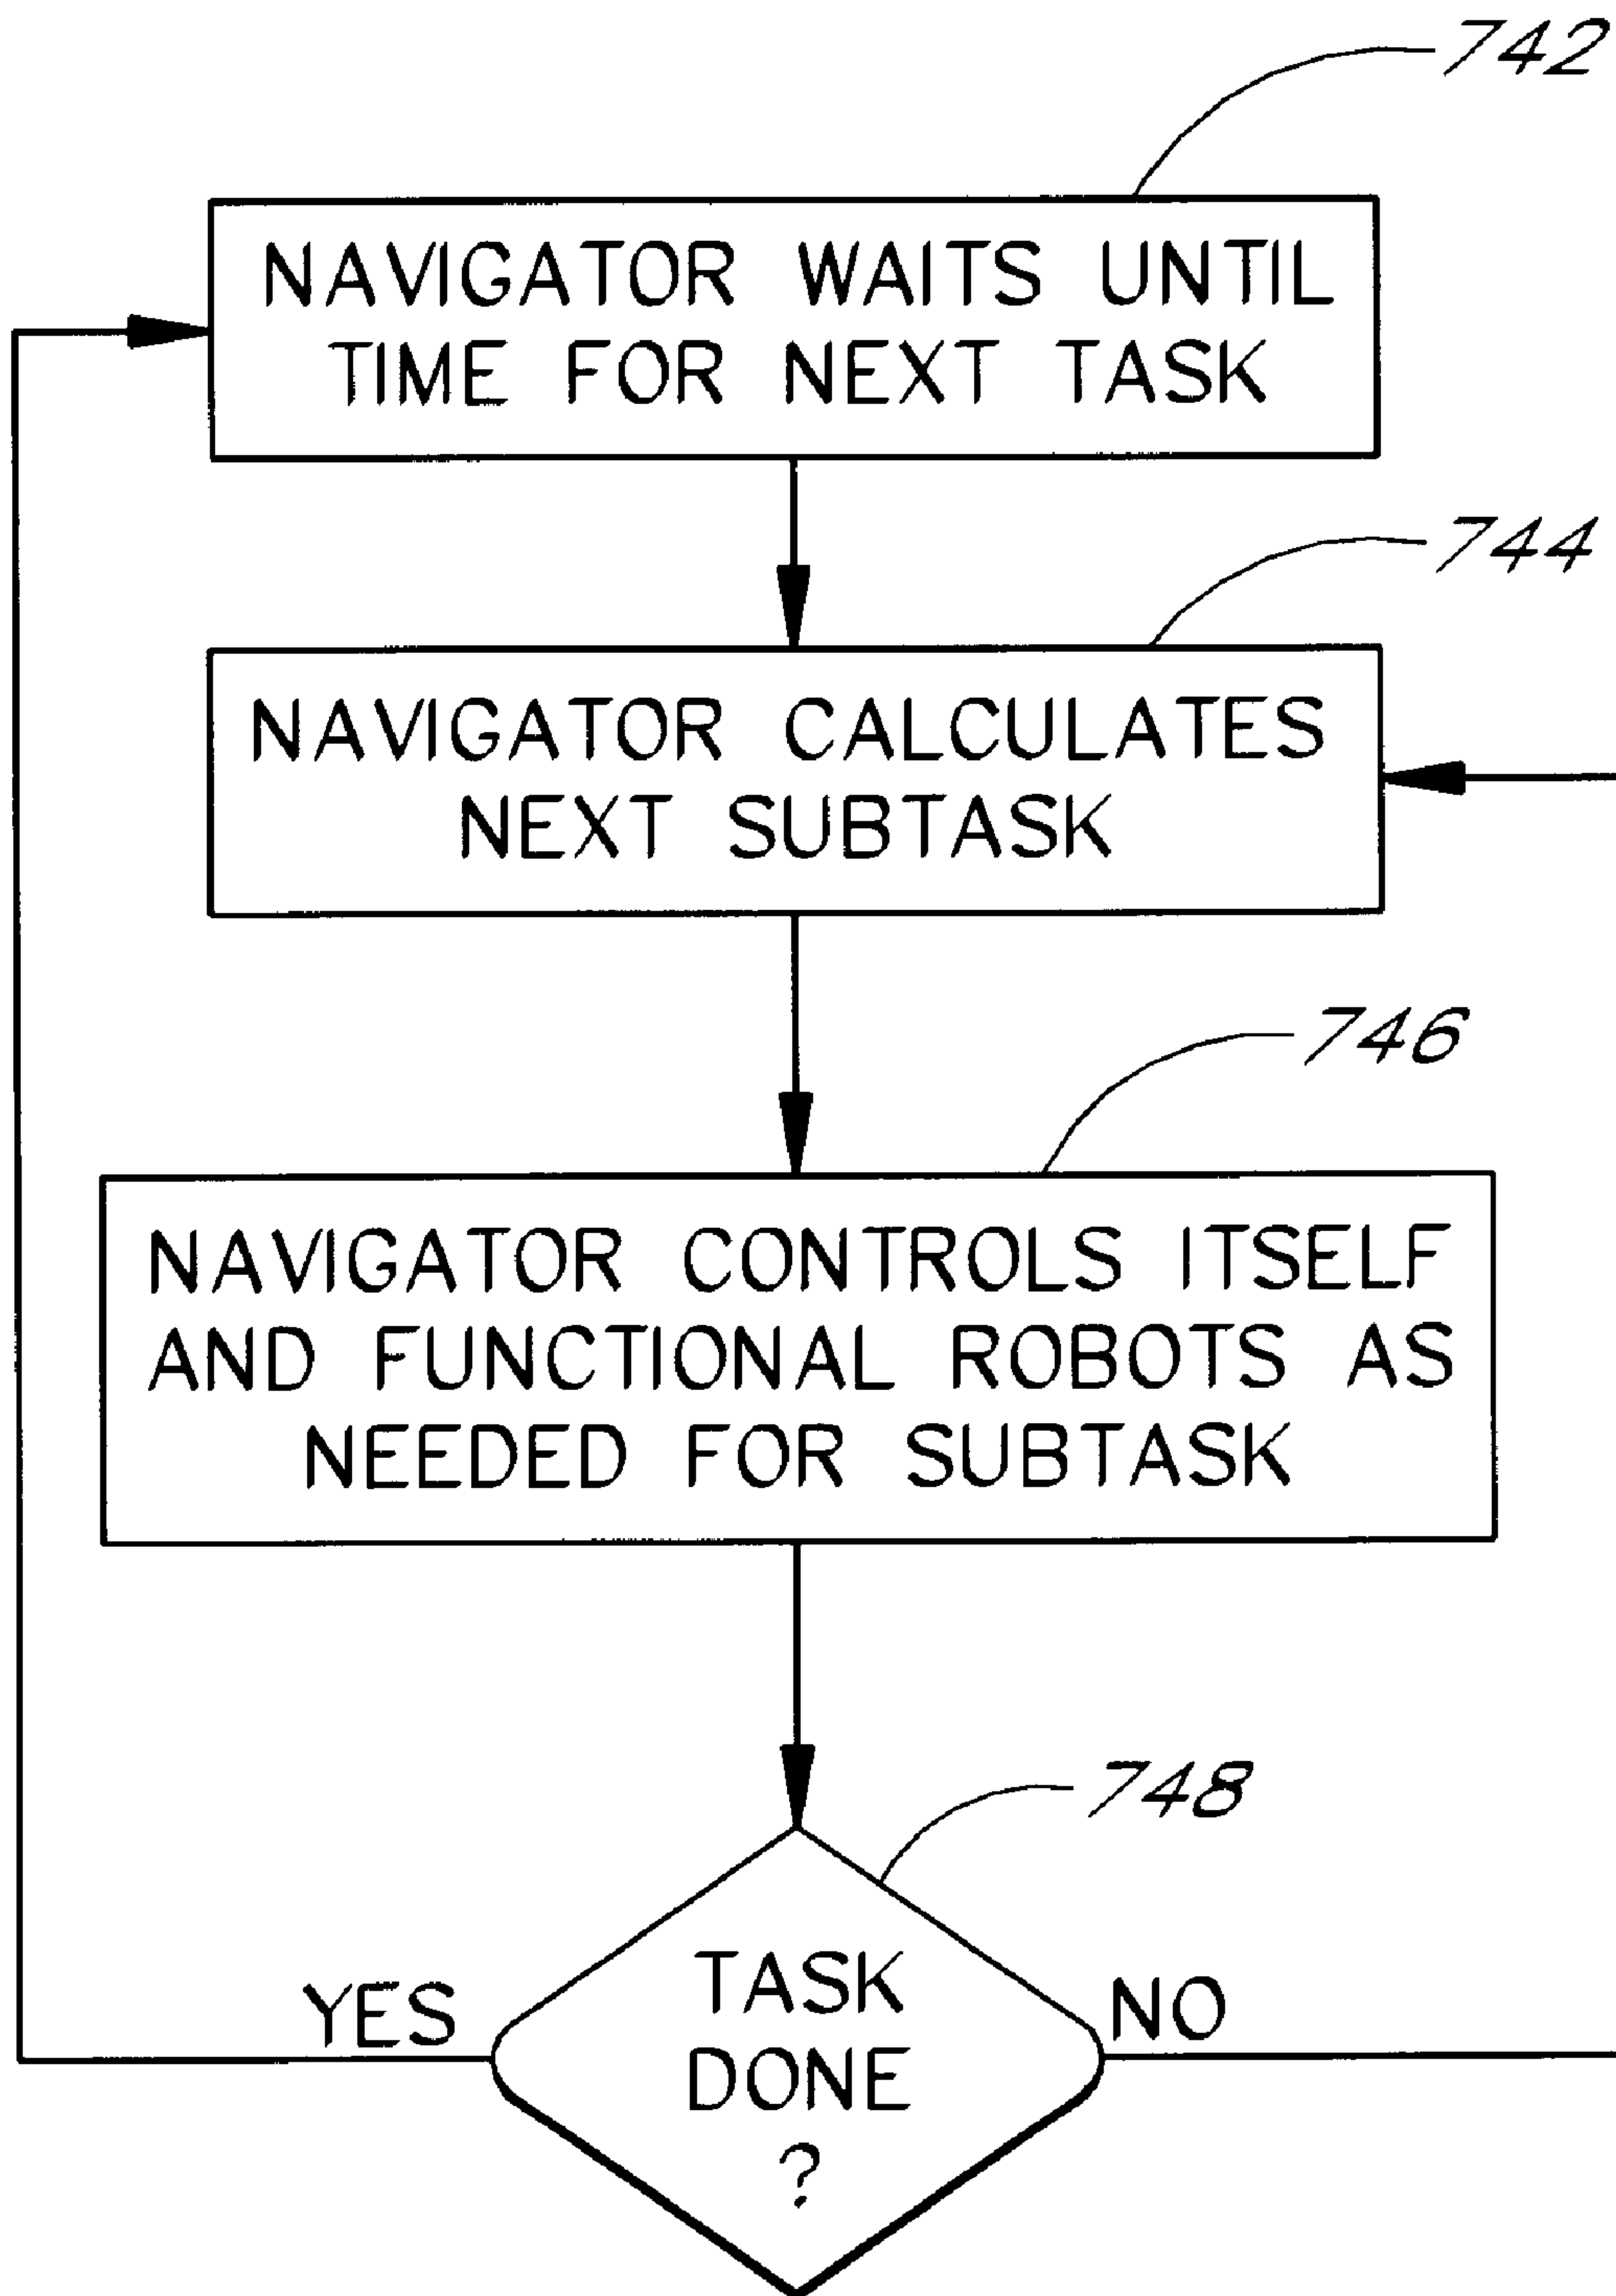 742
NAVIGATOR WAITS UNTIL
TIME FOR NEXT TASK
744
NAVIGATOR CALCULATES
NEXT SUBTASK
746
NAVIGATOR CONTROLS ITSELF
AND FUNCTIONAL ROBOTS AS
NEEDED FOR SUBTASK
748
TASK
DONE
?
YES
NO